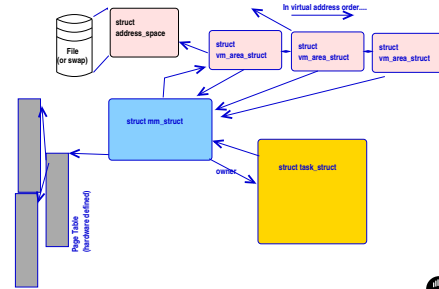 In virtual address order....
struct
address_space
File
(or swap)
struct
vm_area_struct
struct
vm_area_struct
struct
vm_area_struct
struct mm_struct
struct task_struct
owner
Page Table
(hardware defined)